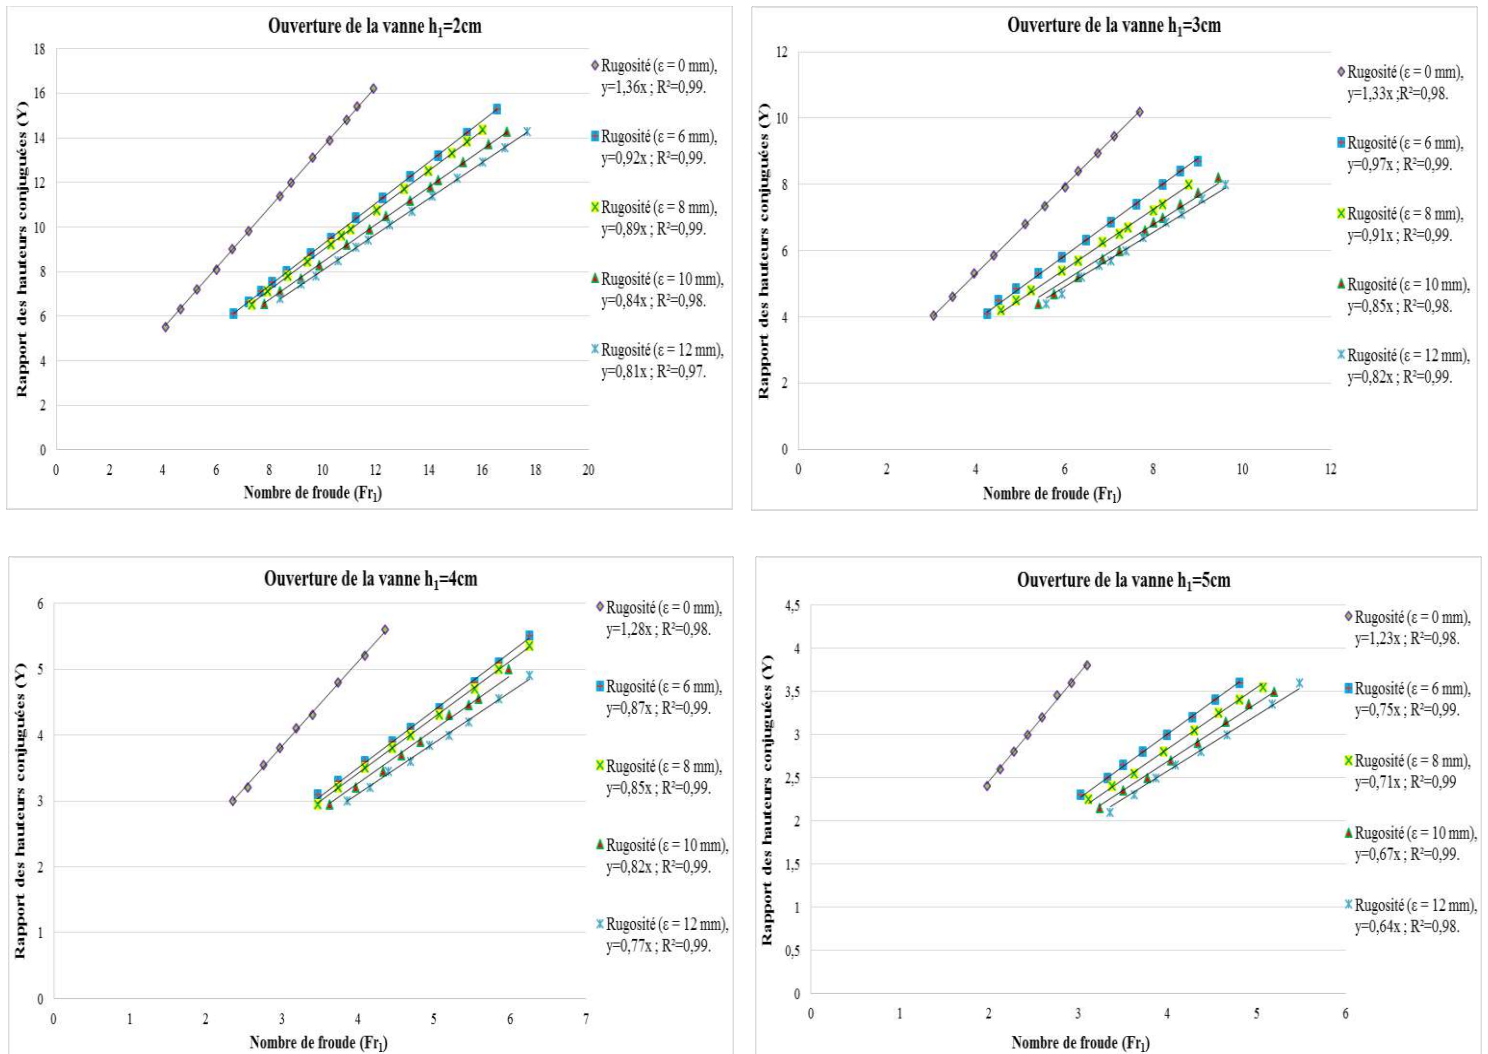 Ouverture de la vanne h₁=2cm
Rapport des hauteurs conjuguées (Y)
18
16
14
12
10
8
6
4
2
0
0 2 4 6 8 10 12 14 16 18 20
Nombre de froude (Fr₁)
Rugosité (ε = 0 mm),
y=1,36x ; R²=0,99.
Rugosité (ε = 6 mm),
y=0,92x ; R²=0,99.
Rugosité (ε = 8 mm),
y=0,89x ; R²=0,99.
Rugosité (ε = 10 mm),
y=0,84x ; R²=0,98.
Rugosité (ε = 12 mm),
y=0,81x ; R²=0,97.
Ouverture de la vanne h₁=3cm
Rapport des hauteurs conjuguées (Y)
12
10
8
6
4
2
0
0 2 4 6 8 10 12
Nombre de froude (Fr₁)
Rugosité (ε = 0 mm),
y=1,33x ;R²=0,98.
Rugosité (ε = 6 mm),
y=0,97x ; R²=0,99.
Rugosité (ε = 8 mm),
y=0,91x ; R²=0,99.
Rugosité (ε = 10 mm),
y=0,85x ; R²=0,98.
Rugosité (ε = 12 mm),
y=0,82x ; R²=0,99.
Ouverture de la vanne h₁=4cm
Rapport des hauteurs conjuguées (Y)
6
5
4
3
2
1
0
0 1 2 3 4 5 6 7
Nombre de froude (Fr₁)
Rugosité (ε = 0 mm),
y=1,28x ; R²=0,98.
Rugosité (ε = 6 mm),
y=0,87x ; R²=0,99.
Rugosité (ε = 8 mm),
y=0,85x ; R²=0,99.
Rugosité (ε = 10 mm),
y=0,82x ; R²=0,99.
Rugosité (ε = 12 mm),
y=0,77x ; R²=0,99.
Ouverture de la vanne h₁=5cm
Rapport des hauteurs conjuguées (Y)
4,5
4
3,5
3
2,5
2
1,5
1
0,5
0
0 1 2 3 4 5 6
Nombre de froude (Fr₁)
Rugosité (ε = 0 mm),
y=1,23x ; R²=0,98.
Rugosité (ε = 6 mm),
y=0,75x ; R²=0,99.
Rugosité (ε = 8 mm),
y=0,71x ; R²=0,99
Rugosité (ε = 10 mm),
y=0,67x ; R²=0,99.
Rugosité (ε = 12 mm),
y=0,64x ; R²=0,98.